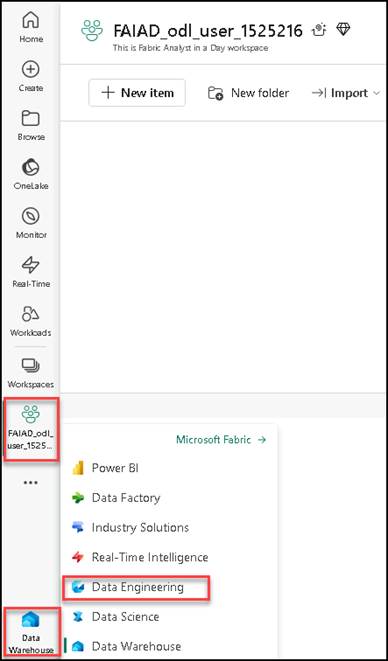 Home
FAIAD_odl_user_1525216
This is Fabric Analyst in a Day workspace
Create
New item
New folder
Import
Browse
OneLake
Monitor
Real-Time
Workloads
Workspaces
FAIAD_odl_
user_1525...
Microsoft Fabric
Power BI
Data Factory
Industry Solutions
Real-Time Intelligence
Data Engineering
Data Science
Data Warehouse
Data
Warehouse